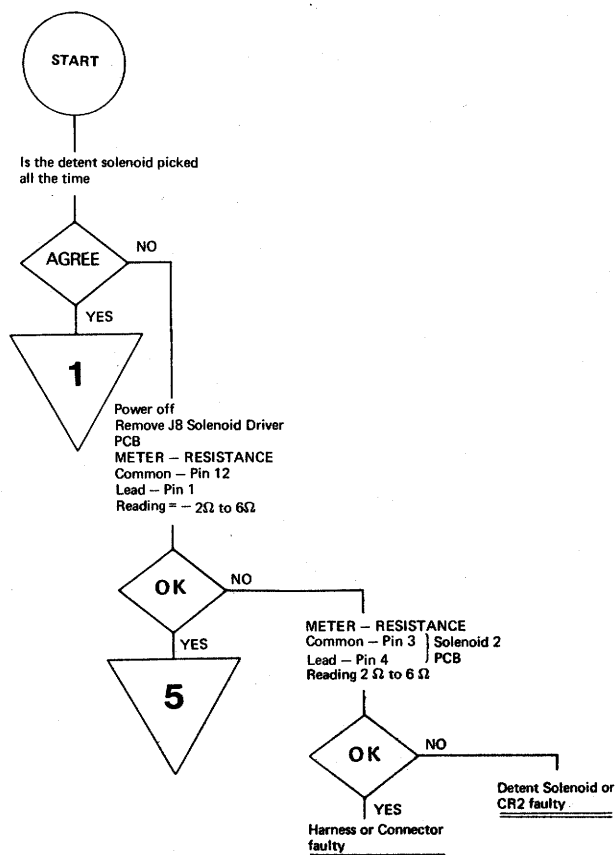 START
Is the detent solenoid picked
all the time
AGREE
NO
YES
1
Power off
Remove J8 Solenoid Driver
PCB
METER – RESISTANCE
Common – Pin 12
Lead – Pin 1
Reading = – 2Ω to 6Ω
OK
NO
YES
5
METER – RESISTANCE
Common – Pin 3 } Solenoid 2
Lead – Pin 4 } PCB
Reading 2 Ω to 6 Ω
OK
NO
Detent Solenoid or
CR2 faulty
YES
Harness or Connector
faulty